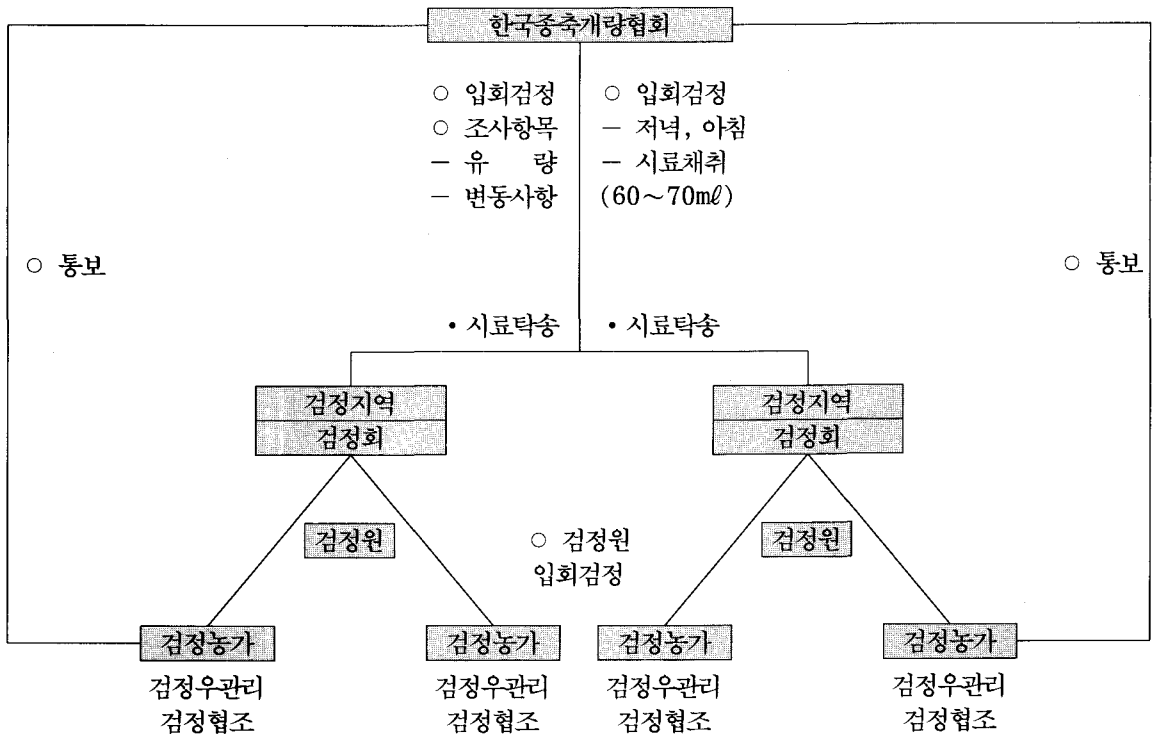 한국종축개량협회
○ 입회검정
○ 조사항목
- 유 량
- 변동사항
○ 입회검정
- 저녁, 아침
- 시료채취
(60~70㎖)
○ 통보
○ 통보
• 시료탁송
• 시료탁송
검정지역
검정회
검정지역
검정회
검정원
○ 검정원
입회검정
검정원
검정농가
검정우관리
검정협조
검정농가
검정우관리
검정협조
검정농가
검정우관리
검정협조
검정농가
검정우관리
검정협조